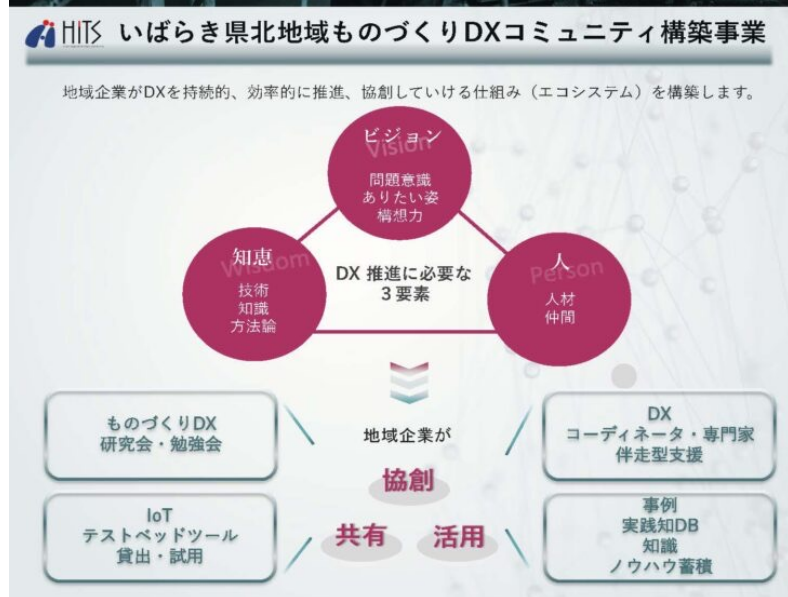 HiTS いばらき県北地域ものづくりDXコミュニティ構築事業
地域企業がDXを持続的、効率的に推進、協創していける仕組み（エコシステム）を構築します。
ビジョン
Vision
問題意識
ありたい姿
構想力
知恵
Wisdom
技術
知識
方法論
DX 推進に必要な
３要素
人
Person
人材
仲間
ものづくりDX
研究会・勉強会
地域企業が
DX
コーディネータ・専門家
伴走型支援
協創
IoT
テストベッドツール
貸出・試用
共有
活用
事例
実践知DB
知識
ノウハウ蓄積